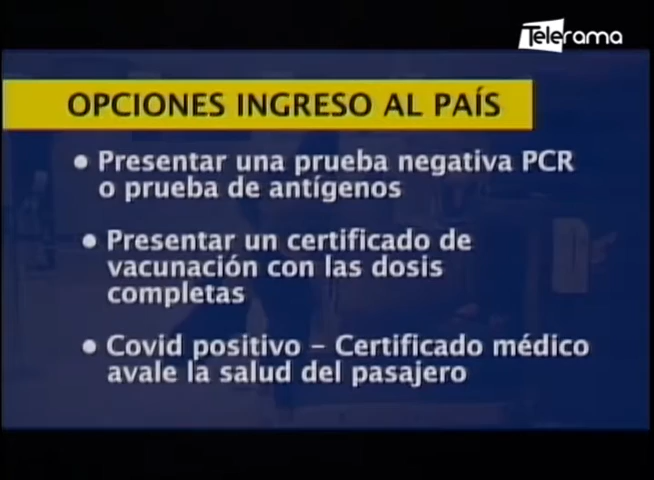 Telerama
OPCIONES INGRESO AL PAÍS
• Presentar una prueba negativa PCR
o prueba de antígenos
• Presentar un certificado de
vacunación con las dosis
completas
• Covid positivo – Certificado médico
avale la salud del pasajero